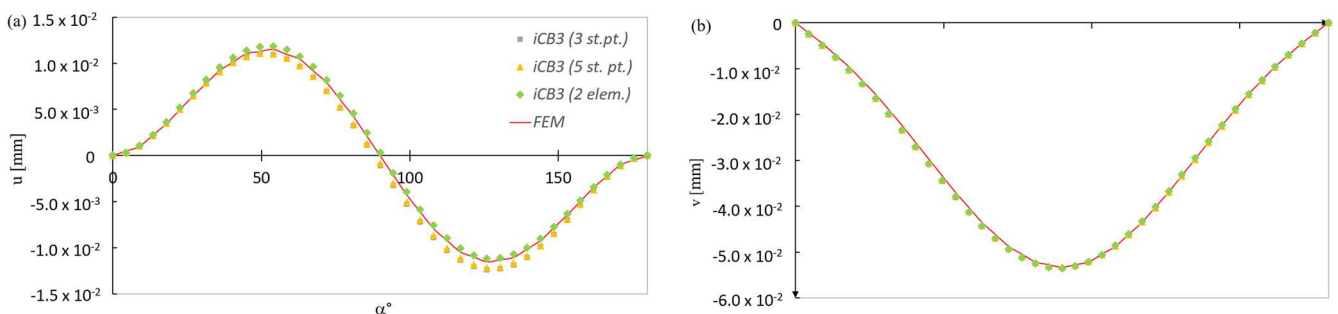 (a)
u [mm]
1.5 x 10⁻²
1.0 x 10⁻²
5.0 x 10⁻³
0
-5.0 x 10⁻³
-1.0 x 10⁻²
-1.5 x 10⁻²
0
50
100
150
α°
iCB3 (3 st.pt.)
iCB3 (5 st. pt.)
iCB3 (2 elem.)
FEM
(b)
v [mm]
0
-1.0 x 10⁻²
-2.0 x 10⁻²
-3.0 x 10⁻²
-4.0 x 10⁻²
-5.0 x 10⁻²
-6.0 x 10⁻²